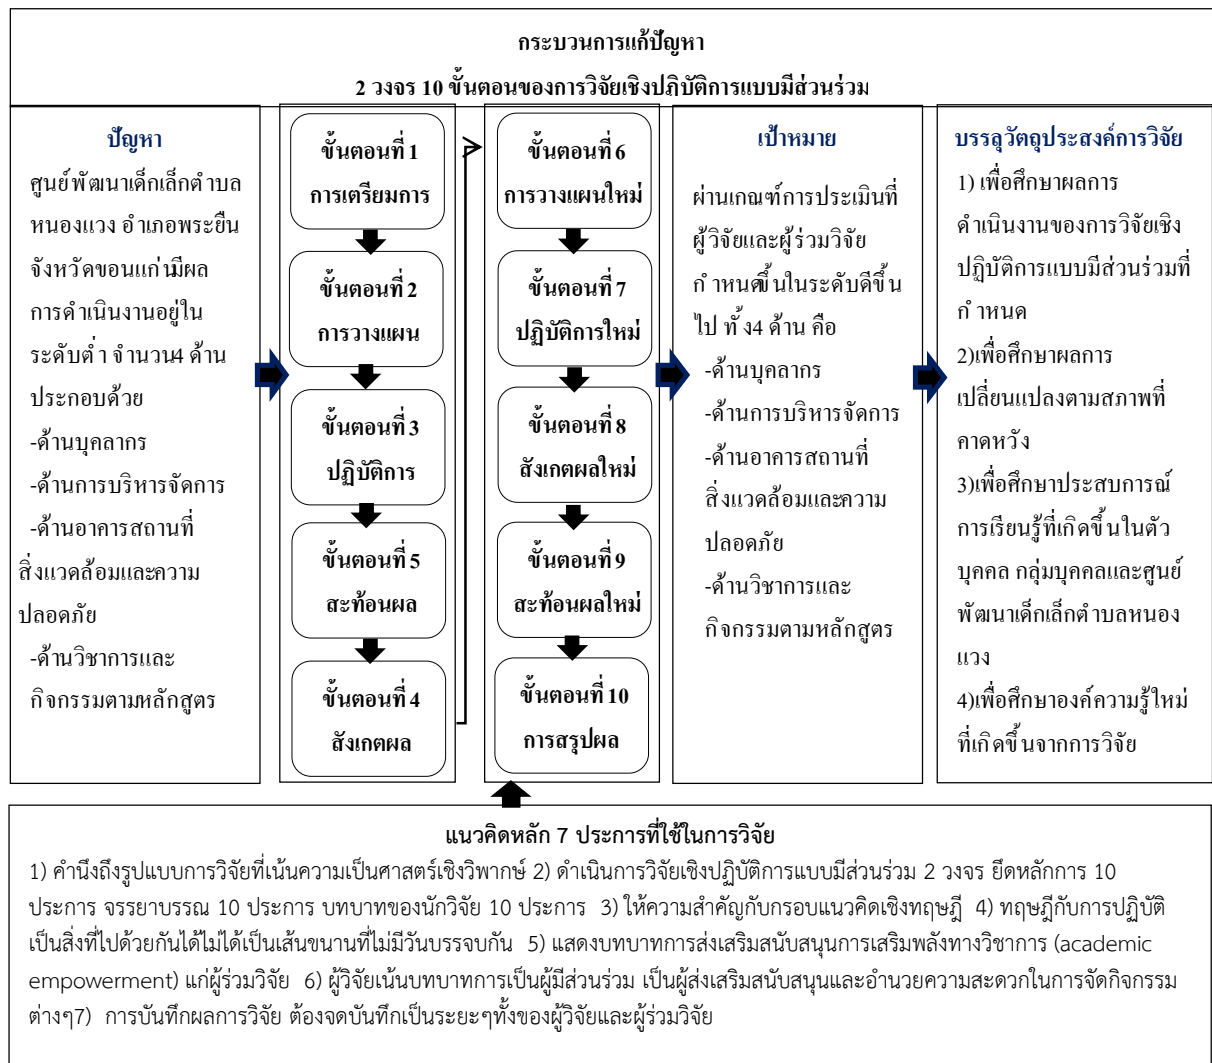 กระบวนการแก้ปัญหา
2 วงจร 10 ขั้นตอนของการวิจัยเชิงปฏิบัติการแบบมีส่วนร่วม
ปัญหา
ศูนย์พัฒนาเด็กเล็กตำบล
หนองแวง อำเภอพระยืน
จังหวัดขอนแก่นมีผล
การดำเนินงานอยู่ใน
ระดับต่ำ จำนวน4 ด้าน
ประกอบด้วย
-ด้านบุคลากร
-ด้านการบริหารจัดการ
-ด้านอาคารสถานที่
สิ่งแวดล้อมและความ
ปลอดภัย
-ด้านวิชาการและ
กิจกรรมตามหลักสูตร
ขั้นตอนที่ 1
การเตรียมการ
ขั้นตอนที่ 2
การวางแผน
ขั้นตอนที่ 3
ปฏิบัติการ
ขั้นตอนที่ 5
สะท้อนผล
ขั้นตอนที่ 4
สังเกตผล
ขั้นตอนที่ 6
การวางแผนใหม่
ขั้นตอนที่ 7
ปฏิบัติการใหม่
ขั้นตอนที่ 8
สังเกตผลใหม่
ขั้นตอนที่ 9
สะท้อนผลใหม่
ขั้นตอนที่ 10
การสรุปผล
เป้าหมาย
ผ่านเกณฑ์การประเมินที่
ผู้วิจัยและผู้ร่วมวิจัย
กำหนดขึ้นในระดับดีขึ้น
ไป ทั้ง4 ด้าน คือ
-ด้านบุคลากร
-ด้านการบริหารจัดการ
-ด้านอาคารสถานที่
สิ่งแวดล้อมและความ
ปลอดภัย
-ด้านวิชาการและ
กิจกรรมตามหลักสูตร
บรรลุวัตถุประสงค์การวิจัย
1) เพื่อศึกษาผลการ
ดำเนินงานของการวิจัยเชิง
ปฏิบัติการแบบมีส่วนร่วมที่
กำหนด
2)เพื่อศึกษาผลการ
เปลี่ยนแปลงตามสภาพที่
คาดหวัง
3)เพื่อศึกษาประสบการณ์
การเรียนรู้ที่เกิดขึ้นในตัว
บุคคล กลุ่มบุคคลและศูนย์
พัฒนาเด็กเล็กตำบลหนอง
แวง
4)เพื่อศึกษาองค์ความรู้ใหม่
ที่เกิดขึ้นจากการวิจัย
แนวคิดหลัก 7 ประการที่ใช้ในการวิจัย
1) คำนึงถึงรูปแบบการวิจัยที่เน้นความเป็นศาสตร์เชิงวิพากษ์ 2) ดำเนินการวิจัยเชิงปฏิบัติการแบบมีส่วนร่วม 2 วงจร ยึดหลักการ 10
ประการ จรรยาบรรณ 10 ประการ บทบาทของนักวิจัย 10 ประการ 3) ให้ความสำคัญกับกรอบแนวคิดเชิงทฤษฎี 4) ทฤษฎีกับการปฏิบัติ
เป็นสิ่งที่ไปด้วยกันได้ไม่ได้เป็นเส้นขนานที่ไม่มีวันบรรจบกัน 5) แสดงบทบาทการส่งเสริมสนับสนุนการเสริมพลังทางวิชาการ (academic
empowerment) แก่ผู้ร่วมวิจัย 6) ผู้วิจัยเน้นบทบาทการเป็นผู้มีส่วนร่วม เป็นผู้ส่งเสริมสนับสนุนและอำนวยความสะดวกในการจัดกิจกรรม
ต่างๆ7) การบันทึกผลการวิจัย ต้องจดบันทึกเป็นระยะๆทั้งของผู้วิจัยและผู้ร่วมวิจัย